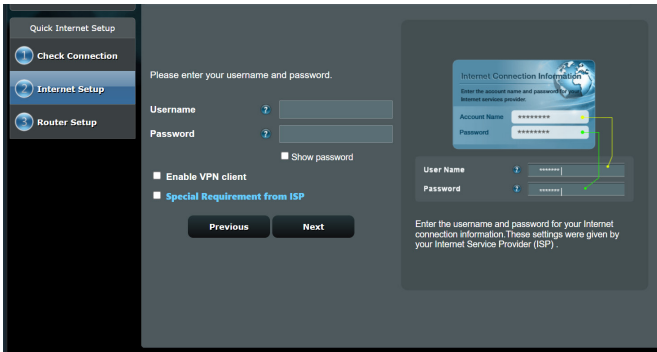 Quick Internet Setup
1 Check Connection
2 Internet Setup
3 Router Setup
Please enter your username and password.
Username ?
Password ?
Show password
Enable VPN client
Special Requirement from ISP
Previous Next
Internet Connection Information
Enter the account name and password for your
Internet services provider.
Account Name ********
Password ********
User Name ? *******|
Password ? *******|
Enter the username and password for your Internet
connection information.These settings were given by
your Internet Service Provider (ISP) .